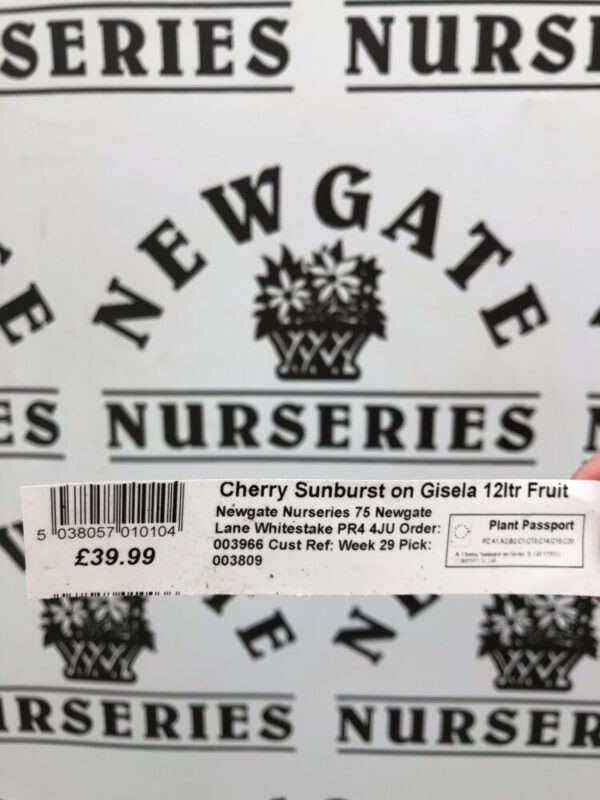 SERIES NURS
NEWGATE
NURSERIES
ES
Cherry Sunburst on Gisela 12ltr Fruit
Newgate Nurseries 75 Newgate
Lane Whitestake PR4 4JU Order:
003966 Cust Ref: Week 29 Pick:
003809
5 038057 010104
£39.99
Plant Passport
RSERIES NURSER